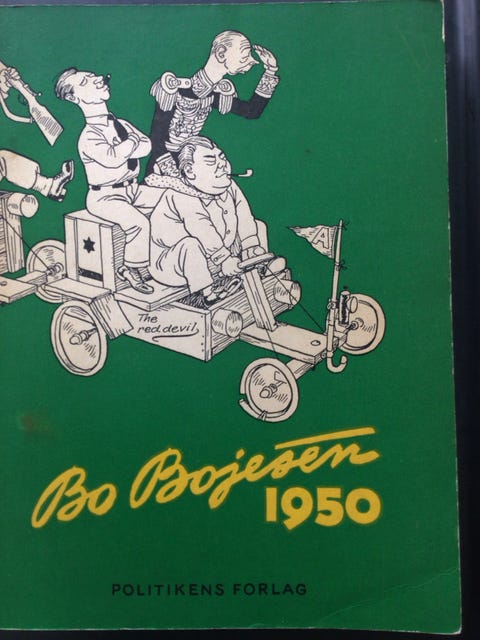 A
The
red devil
Bo Bojesen
1950
POLITIKENS FORLAG